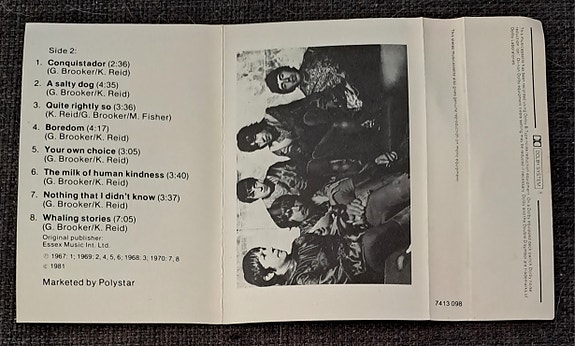 Side 2:
1. Conquistador (2:36)
(G. Brooker/K. Reid)
2. A salty dog (4:35)
(G. Brooker/K. Reid)
3. Quite rightly so (3:36)
(K. Reid/G. Brooker/M. Fisher)
4. Boredom (4:17)
(G. Brooker/K. Reid)
5. Your own choice (3:05)
(G. Brooker/K. Reid)
6. The milk of human kindness (3:40)
(G. Brooker/K. Reid)
7. Nothing that I didn't know (3:37)
(G. Brooker/K. Reid)
8. Whaling stories (7:05)
(G. Brooker/K. Reid)
Original publisher:
Essex Music Int. Ltd.
℗ 1967: 1; 1969: 2, 4, 5, 6; 1968: 3; 1970: 7, 8
© 1981
Marketed by Polystar
7413 098
DOLBY SYSTEM